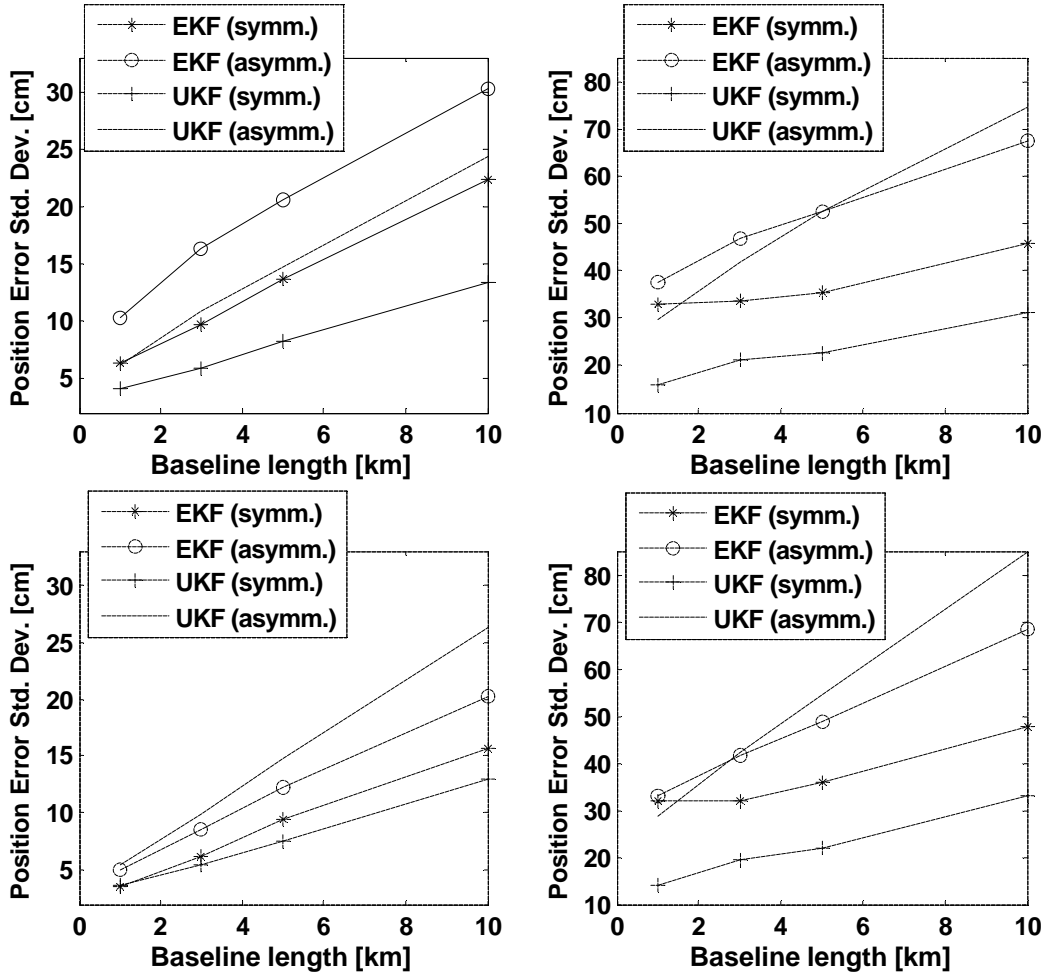 EKF (symm.)
EKF (asymm.)
UKF (symm.)
UKF (asymm.)
Position Error Std. Dev. [cm]
30
25
20
15
10
5
0 2 4 6 8 10
Baseline length [km]
EKF (symm.)
EKF (asymm.)
UKF (symm.)
UKF (asymm.)
Position Error Std. Dev. [cm]
80
70
60
50
40
30
20
10
0 2 4 6 8 10
Baseline length [km]
EKF (symm.)
EKF (asymm.)
UKF (symm.)
UKF (asymm.)
Position Error Std. Dev. [cm]
30
25
20
15
10
5
0 2 4 6 8 10
Baseline length [km]
EKF (symm.)
EKF (asymm.)
UKF (symm.)
UKF (asymm.)
Position Error Std. Dev. [cm]
80
70
60
50
40
30
20
10
0 2 4 6 8 10
Baseline length [km]